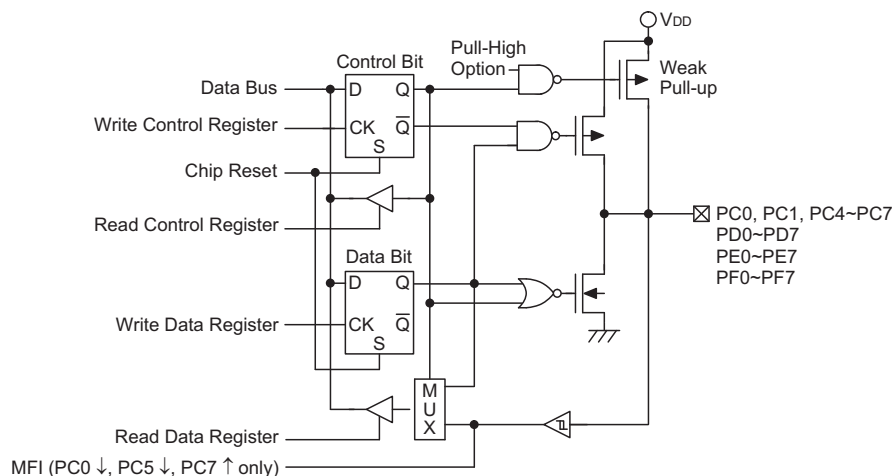 VDD
Pull-High
Option
Weak
Pull-up
Control Bit
Data Bus
D
Q
Write Control Register
CK
Q̅
S
Chip Reset
Read Control Register
PC0, PC1, PC4~PC7
PD0~PD7
PE0~PE7
PF0~PF7
Data Bit
D
Q
Write Data Register
CK
Q̅
S
M
U
X
Read Data Register
MFI (PC0 ↓, PC5 ↓, PC7 ↑ only)